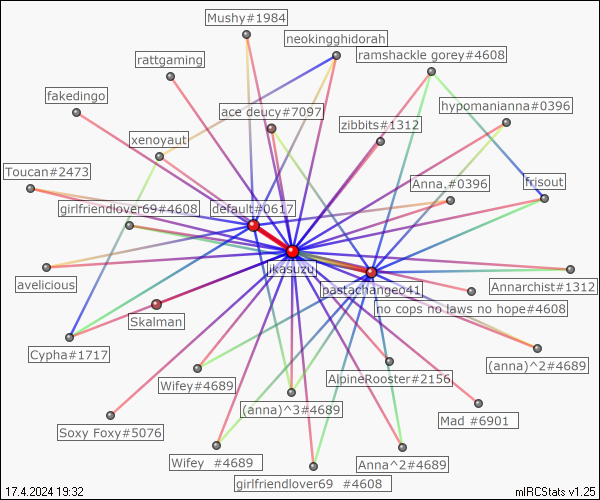 Mushy#1984
neokingghidorah
rattgaming
ramshackle gorey#4608
fakedingo
ace deucy#7097
hypomanianna#0396
zibbits#1312
xenoyaut
Toucan#2473
Anna.#0396
frisout
girlfriendlover69#4608
default#0617
jkasuzu
avelicious
pastachangeo41
Annarchist#1312
no cops no laws no hope#4608
Skalman
Cypha#1717
(anna)^2#4689
Wifey#4689
AlpineRooster#2156
(anna)^3#4689
Mad #6901
Soxy Foxy#5076
Wifey #4689
Anna^2#4689
girlfriendlover69 #4608
17.4.2024 19:32
mIRCStats v1.25